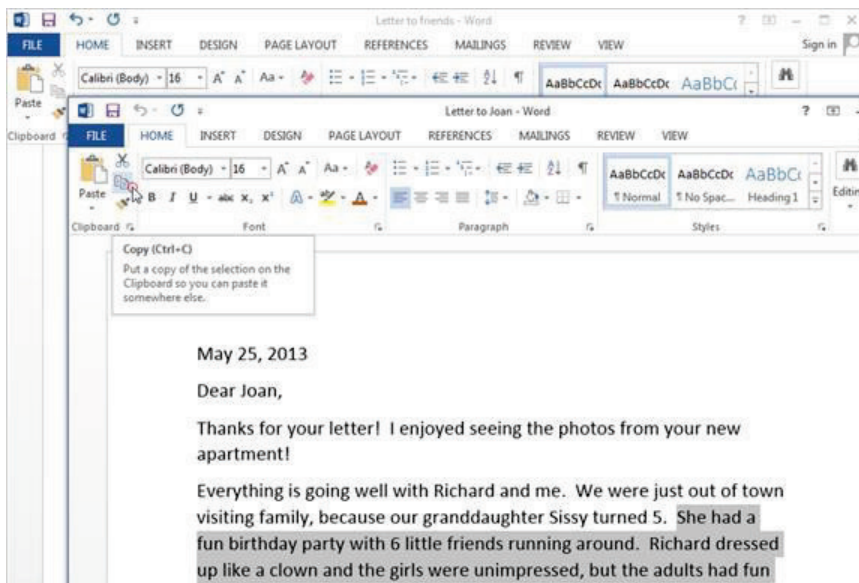 Letter to friends - Word
FILE HOME INSERT DESIGN PAGE LAYOUT REFERENCES MAILINGS REVIEW VIEW Sign in
Calibri (Body) 16 Aa AaBbCcDc AaBbCcDc AaBbC
Paste
Clipboard
Letter to Joan - Word
FILE HOME INSERT DESIGN PAGE LAYOUT REFERENCES MAILINGS REVIEW VIEW
Calibri (Body) 16 Aa AaBbCcDc AaBbCcDc AaBbC
Paste B I U abc x₂ x² A A ¶ Normal ¶ No Spac... Heading 1
Clipboard Font Paragraph Styles
Copy (Ctrl+C)
Put a copy of the selection on the
Clipboard so you can paste it
somewhere else.
May 25, 2013
Dear Joan,
Thanks for your letter! I enjoyed seeing the photos from your new
apartment!
Everything is going well with Richard and me. We were just out of town
visiting family, because our granddaughter Sissy turned 5. She had a
fun birthday party with 6 little friends running around. Richard dressed
up like a clown and the girls were unimpressed, but the adults had fun